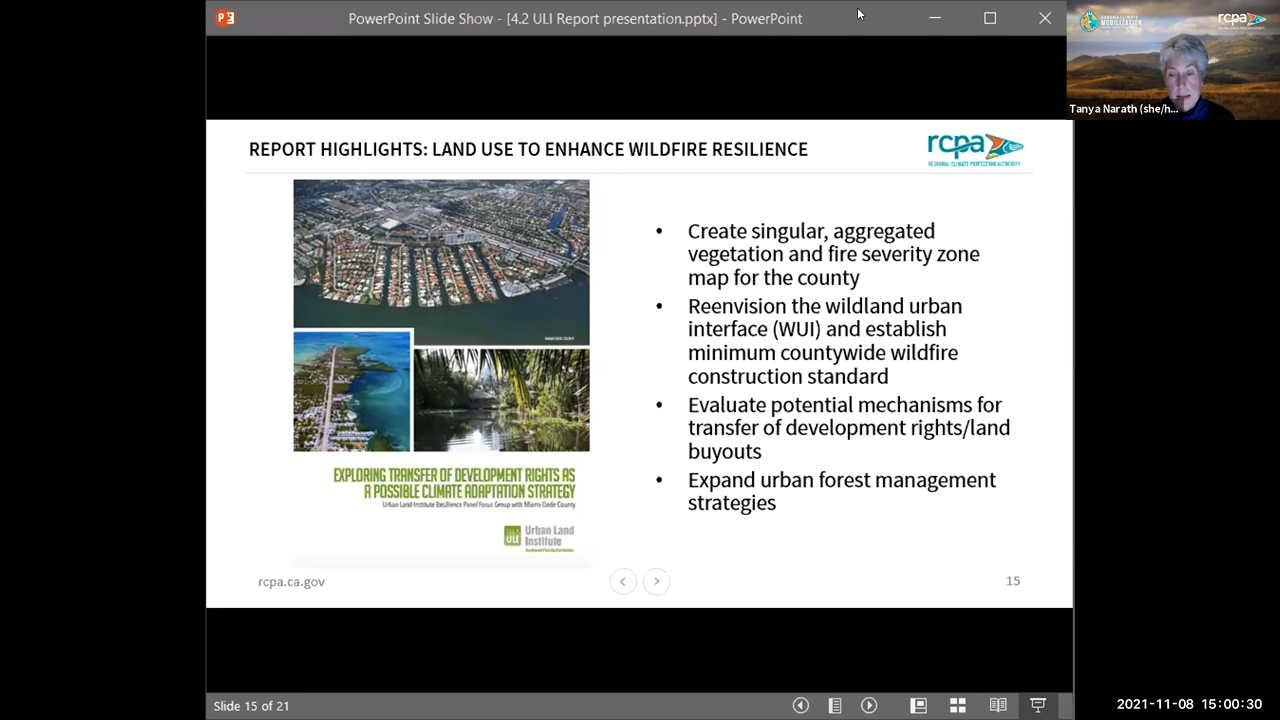 PowerPoint Slide Show - [4.2 ULI Report presentation.pptx] - PowerPoint
MOBILIZATION
rcpa
Tanya Narath (she/h...
REPORT HIGHLIGHTS: LAND USE TO ENHANCE WILDFIRE RESILIENCE
rcpa
REGIONAL CLIMATE PROTECTION AUTHORITY
• Create singular, aggregated
vegetation and fire severity zone
map for the county
• Reenvision the wildland urban
interface (WUI) and establish
minimum countywide wildfire
construction standard
• Evaluate potential mechanisms for
transfer of development rights/land
buyouts
• Expand urban forest management
strategies
EXPLORING TRANSFER OF DEVELOPMENT RIGHTS AS
A POSSIBLE CLIMATE ADAPTATION STRATEGY
Urban Land Institute Resilience Panel Focus Group with Miami-Dade County
ULI Urban Land
Institute
Southeast Florida/Caribbean
rcpa.ca.gov
15
Slide 15 of 21
2021-11-08 15:00:30